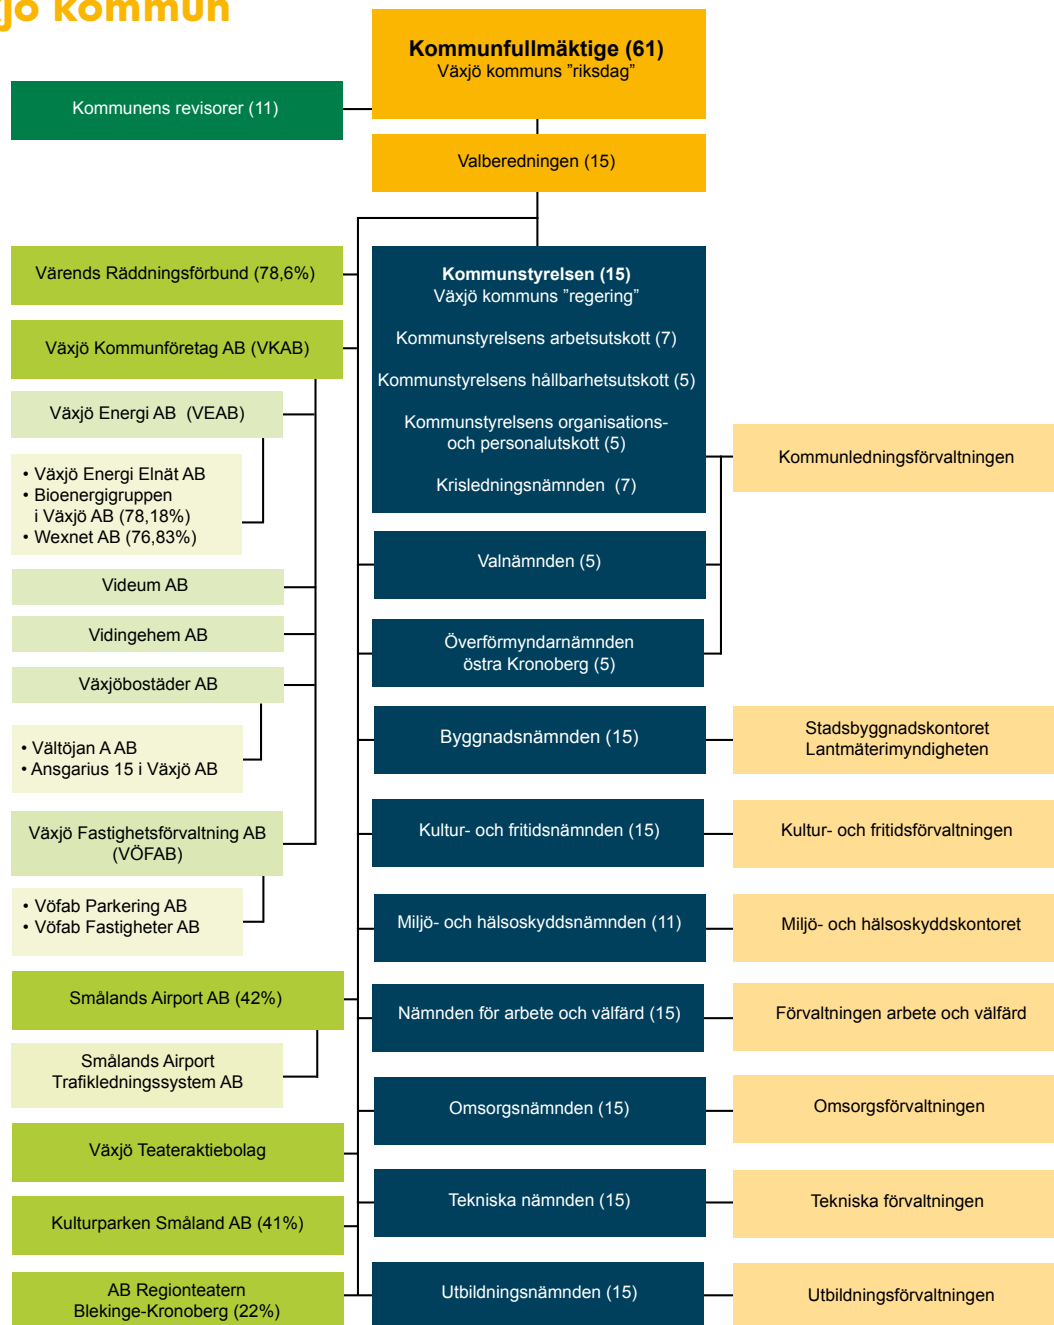 jö kommun
Kommunfullmäktige (61)
Växjö kommuns ”riksdag”
Kommunens revisorer (11)
Valberedningen (15)
Värends Räddningsförbund (78,6%)
Växjö Kommunföretag AB (VKAB)
Växjö Energi AB (VEAB)
• Växjö Energi Elnät AB
• Bioenergigruppen
i Växjö AB (78,18%)
• Wexnet AB (76,83%)
Videum AB
Vidingehem AB
Växjöbostäder AB
• Vältöjan A AB
• Ansgarius 15 i Växjö AB
Växjö Fastighetsförvaltning AB
(VÖFAB)
• Vöfab Parkering AB
• Vöfab Fastigheter AB
Smålands Airport AB (42%)
Smålands Airport
Trafikledningssystem AB
Växjö Teateraktiebolag
Kulturparken Småland AB (41%)
AB Regionteatern
Blekinge-Kronoberg (22%)
Kommunstyrelsen (15)
Växjö kommuns ”regering”
Kommunstyrelsens arbetsutskott (7)
Kommunstyrelsens hållbarhetsutskott (5)
Kommunstyrelsens organisations-
och personalutskott (5)
Krisledningsnämnden (7)
Kommunledningsförvaltningen
Valnämnden (5)
Överförmyndarnämnden
östra Kronoberg (5)
Byggnadsnämnden (15)
Stadsbyggnadskontoret
Lantmäterimyndigheten
Kultur- och fritidsnämnden (15)
Kultur- och fritidsförvaltningen
Miljö- och hälsoskyddsnämnden (11)
Miljö- och hälsoskyddskontoret
Nämnden för arbete och välfärd (15)
Förvaltningen arbete och välfärd
Omsorgsnämnden (15)
Omsorgsförvaltningen
Tekniska nämnden (15)
Tekniska förvaltningen
Utbildningsnämnden (15)
Utbildningsförvaltningen